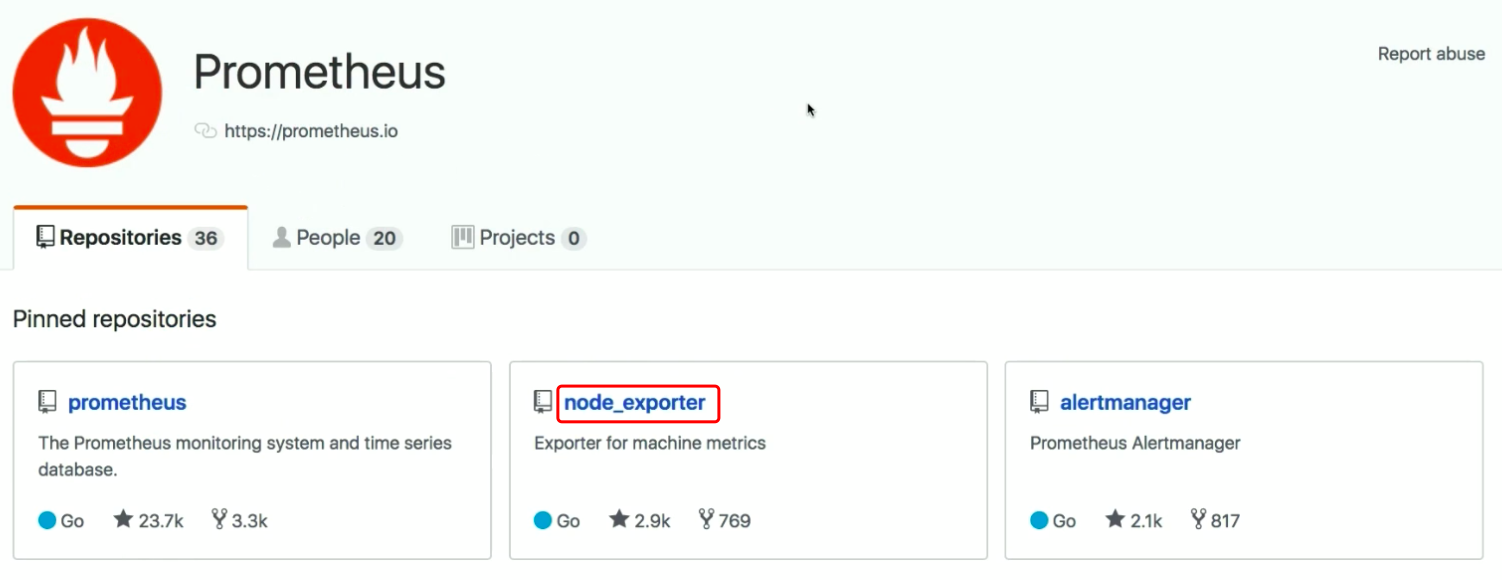 Prometheus
Report abuse
https://prometheus.io
Repositories 36
People 20
Projects 0
Pinned repositories
prometheus
The Prometheus monitoring system and time series
database.
Go 23.7k 3.3k
node_exporter
Exporter for machine metrics
Go 2.9k 769
alertmanager
Prometheus Alertmanager
Go 2.1k 817